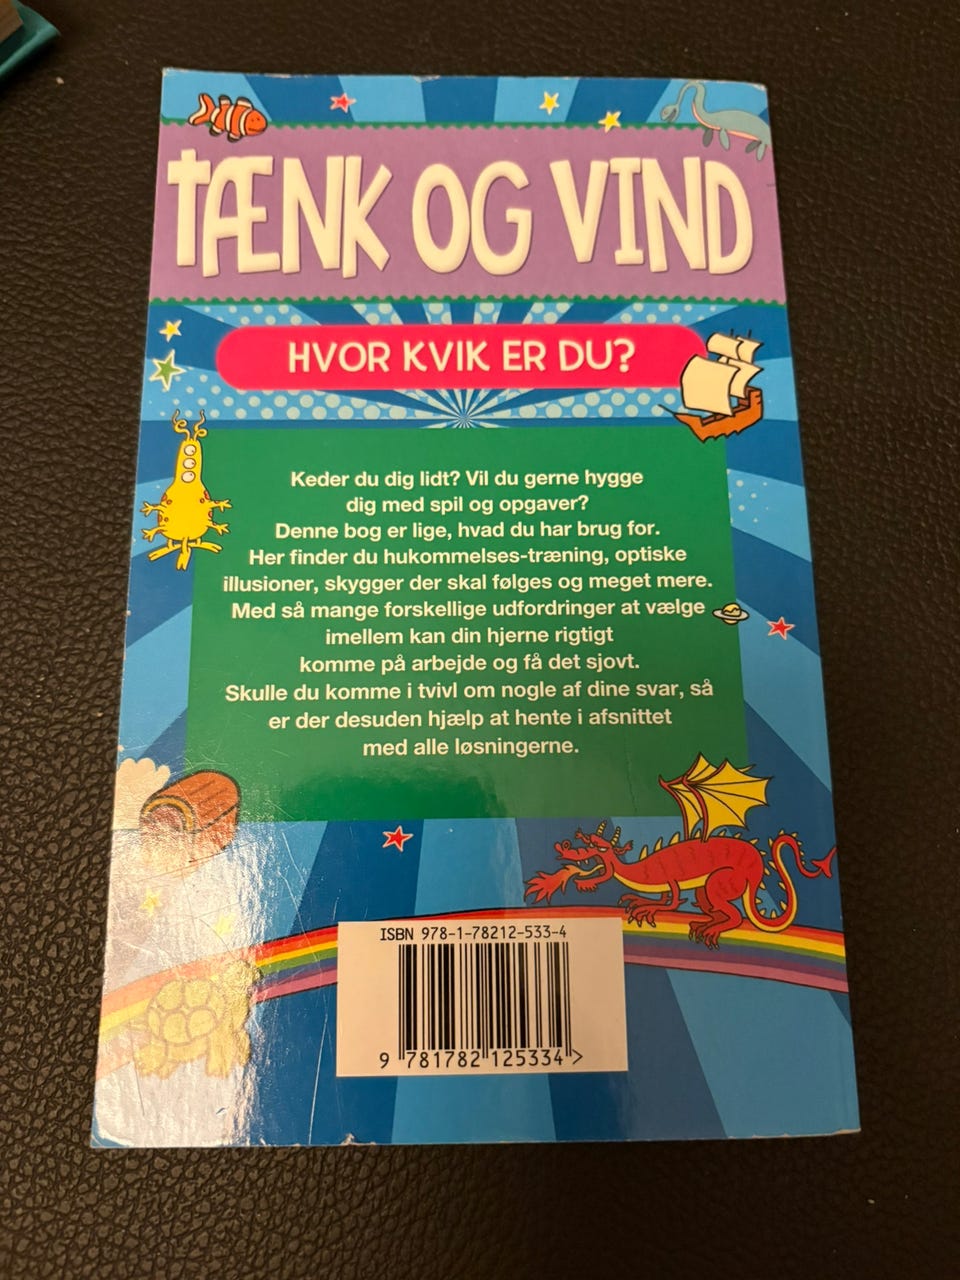 TÆNK OG VIND
HVOR KVIK ER DU?
Keder du dig lidt? Vil du gerne hygge
dig med spil og opgaver?
Denne bog er lige, hvad du har brug for.
Her finder du hukommelses-træning, optiske
illusioner, skygger der skal følges og meget mere.
Med så mange forskellige udfordringer at vælge
imellem kan din hjerne rigtigt
komme på arbejde og få det sjovt.
Skulle du komme i tvivl om nogle af dine svar, så
er der desuden hjælp at hente i afsnittet
med alle løsningerne.
ISBN 978-1-78212-533-4
9 781782 125334 >